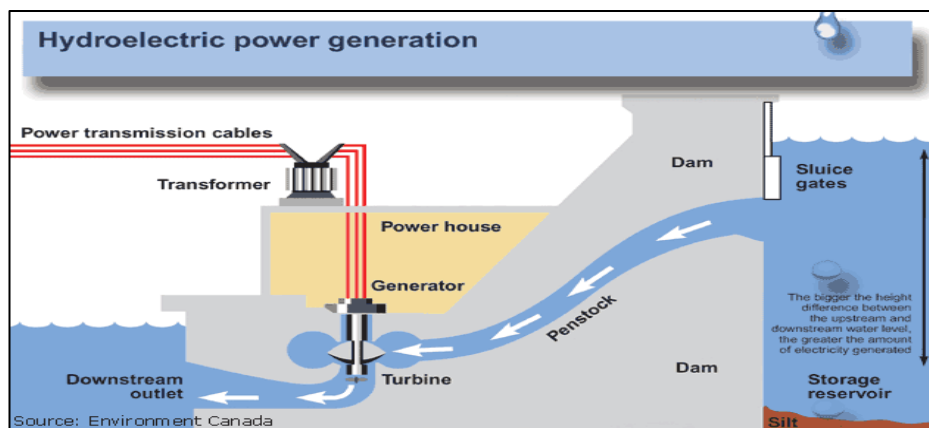 Hydroelectric power generation
Power transmission cables
Transformer
Dam
Sluice
gates
Power house
Generator
Penstock
The bigger the height
difference between
the upstream and
downstream water level,
the greater the amount
of electricity generated
Turbine
Dam
Downstream
outlet
Storage
reservoir
Silt
Source: Environment Canada